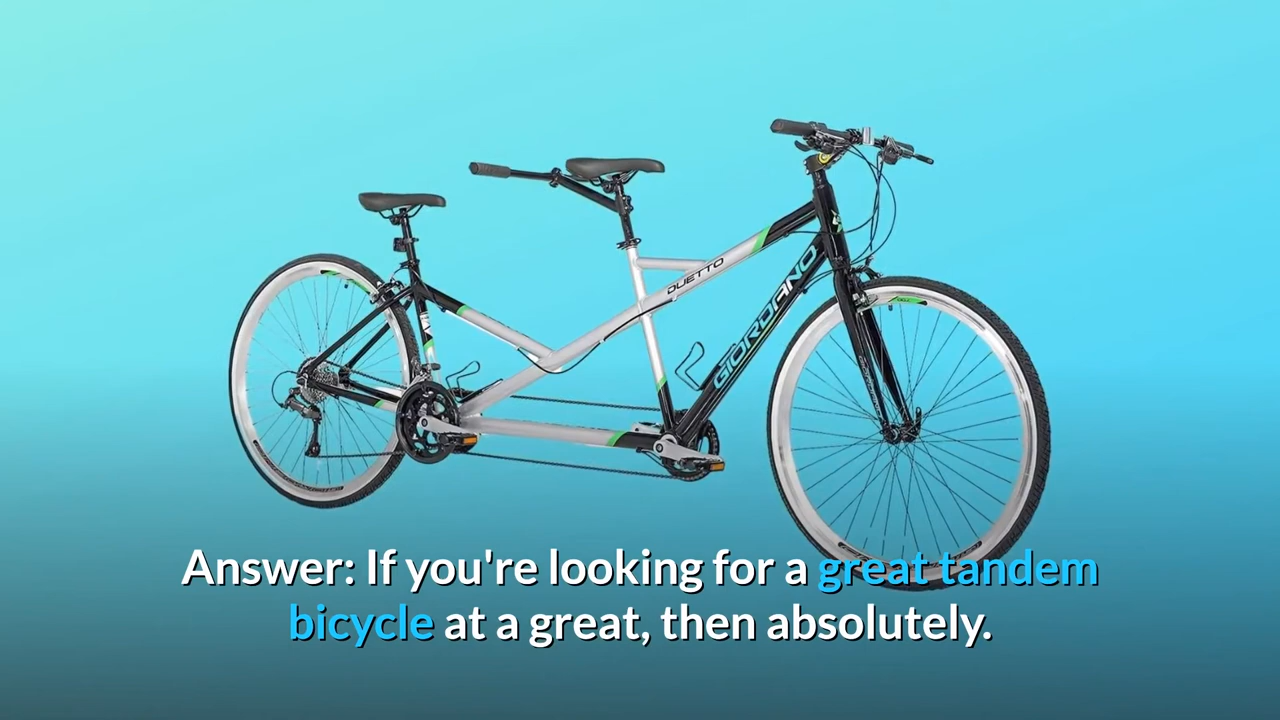 DUETTO
GIORDANO
Answer: If you're looking for a great tandem
bicycle at a great, then absolutely.